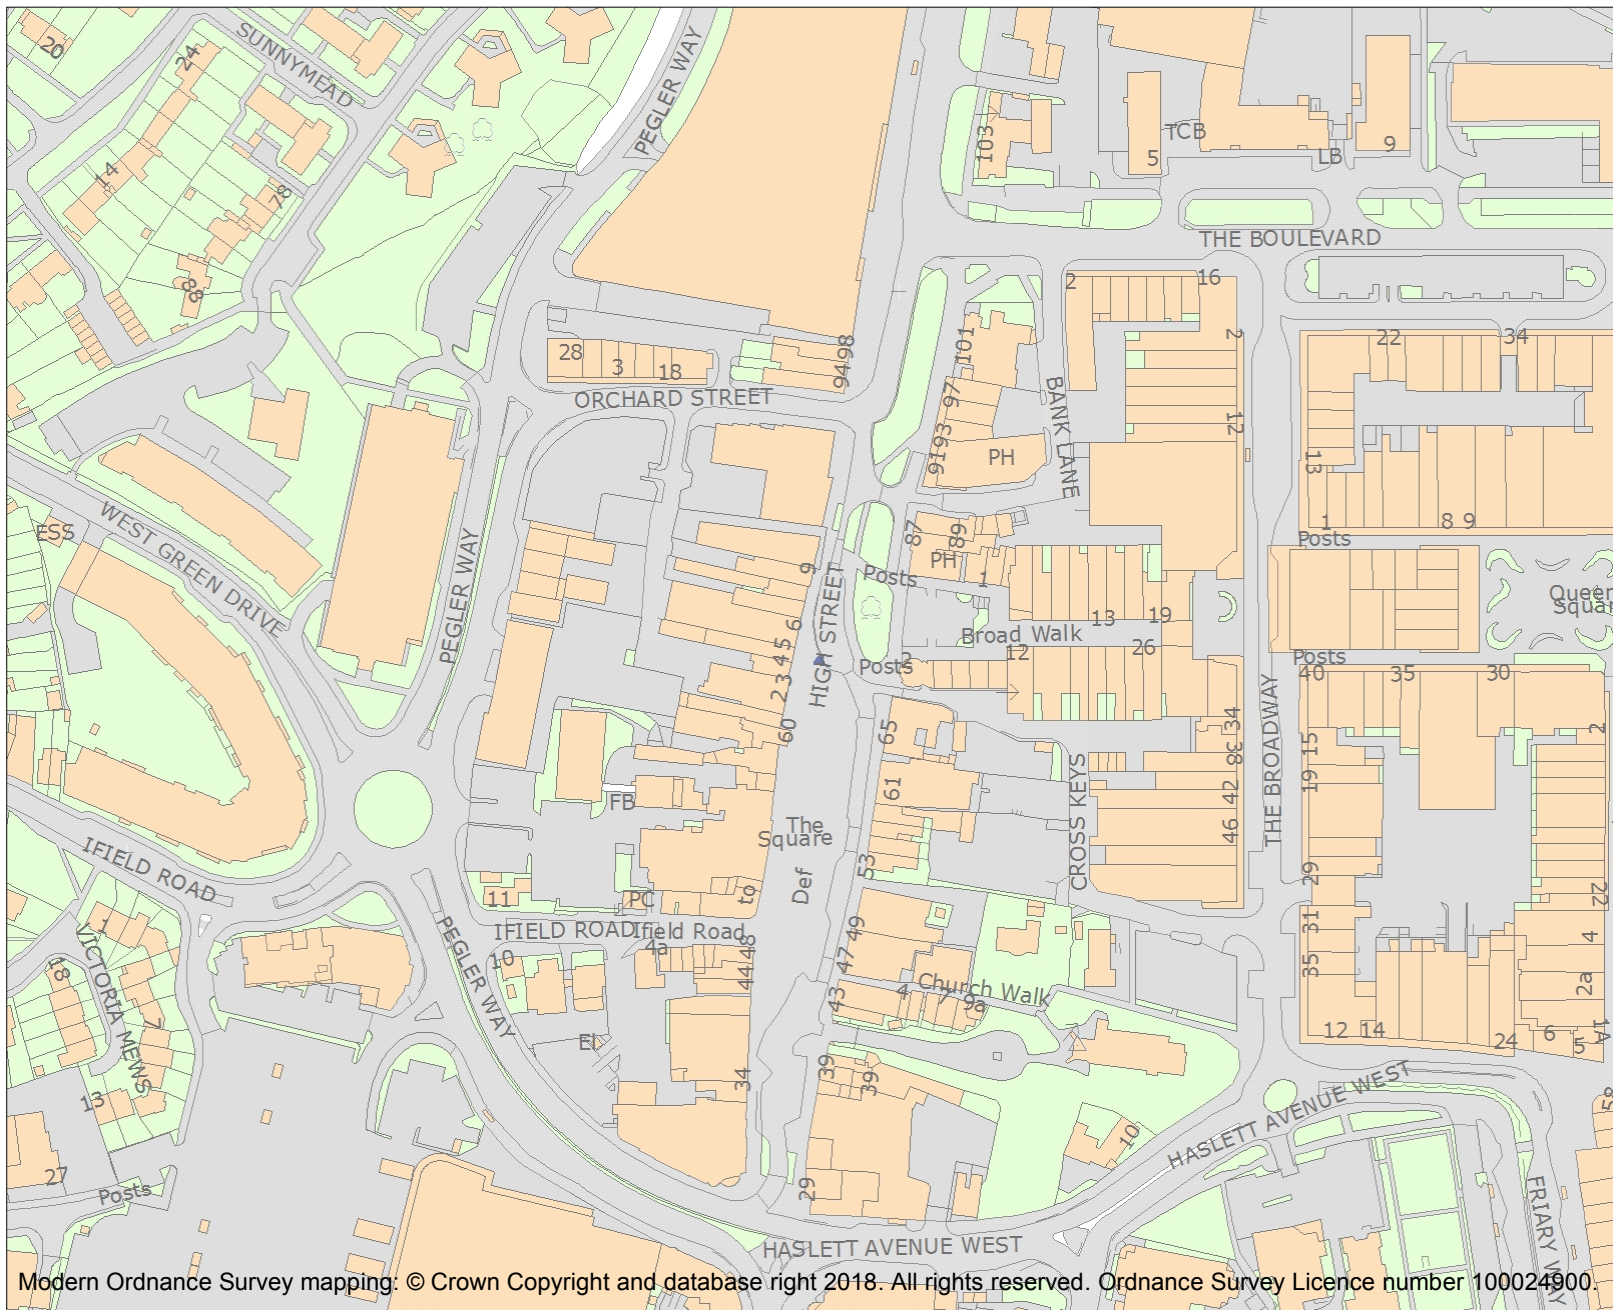 20
SUNNYMEAD
24
PEGLER WAY
14
78
88
103
TCB
5
LB
9
THE BOULEVARD
2
16
2
22
34
28
3
18
9498
101
ORCHARD STREET
97
BANK LANE
12
9193
PH
13
1
8
9
Posts
ESS
WEST GREEN DRIVE
PEGLER WAY
87
89
PH
1
9
Posts
HIGH STREET
6
5
4
3
2
13
19
Broad Walk
Queen
Squar
Posts
2
12
26
Posts
40
35
30
60
65
34
38
THE BROADWAY
15
2
61
FB
CROSS KEYS
42
19
46
The
Square
IFIELD ROAD
53
Def
29
11
PC
to
22
1
VICTORIA MEWS
PEGLER WAY
IFIELD ROAD
Ifield Road
4a
48
49
31
4
18
10
44
47
35
Church Walk
4
7
9a
2a
43
7
El
12
14
24
6
5
1A
39
39
34
13
HASLETT AVENUE WEST
10
58
27
Posts
29
FRIARY WAY
HASLETT AVENUE WEST
Modern Ordnance Survey mapping: © Crown Copyright and database right 2018. All rights reserved. Ordnance Survey Licence number 100024900.